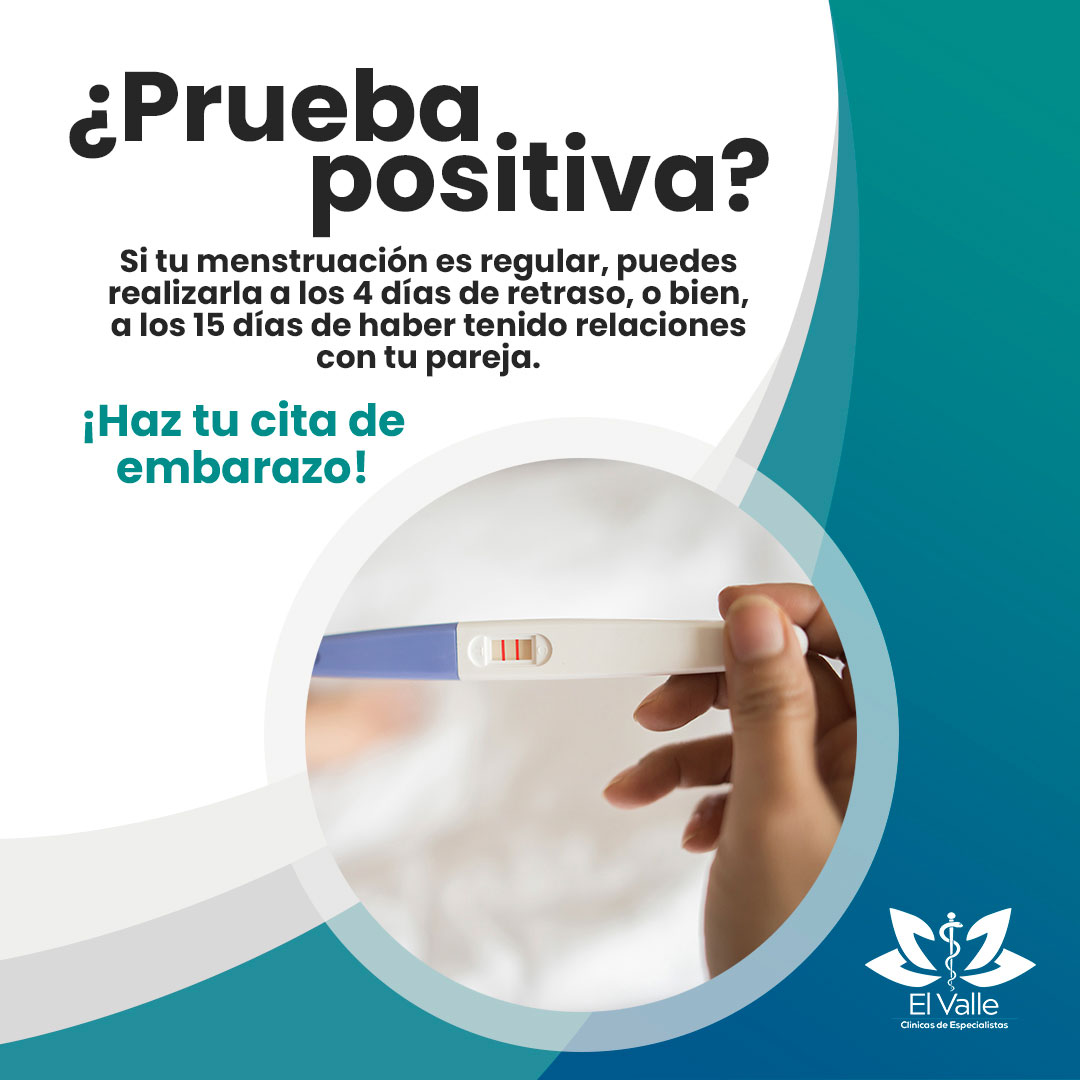 ¿Prueba
positiva?
Si tu menstruación es regular, puedes
realizarla a los 4 días de retraso, o bien,
a los 15 días de haber tenido relaciones
con tu pareja.
¡Haz tu cita de
embarazo!
El Valle
Clínicas de Especialistas